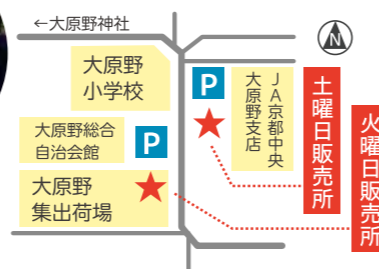 ←大原野神社
N
大原野
小学校
P
JA京都中央
大原野支店
土曜日販売所
火曜日販売所
大原野総合
自治会館
P
大原野
集出荷場